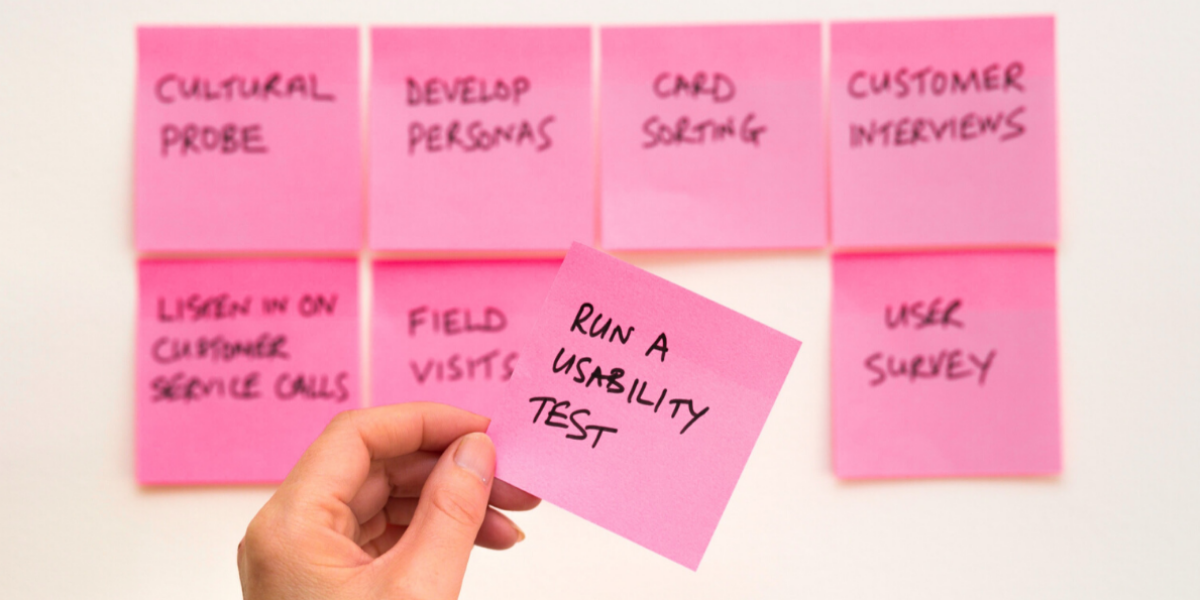 CULTURAL
PROBE
DEVELOP
PERSONAS
CARD
SORTING
CUSTOMER
INTERVIEWS
LISTEN IN ON
CUSTOMER
SERVICE CALLS
FIELD
VISITS
RUN A
USABILITY
TEST
USER
SURVEY